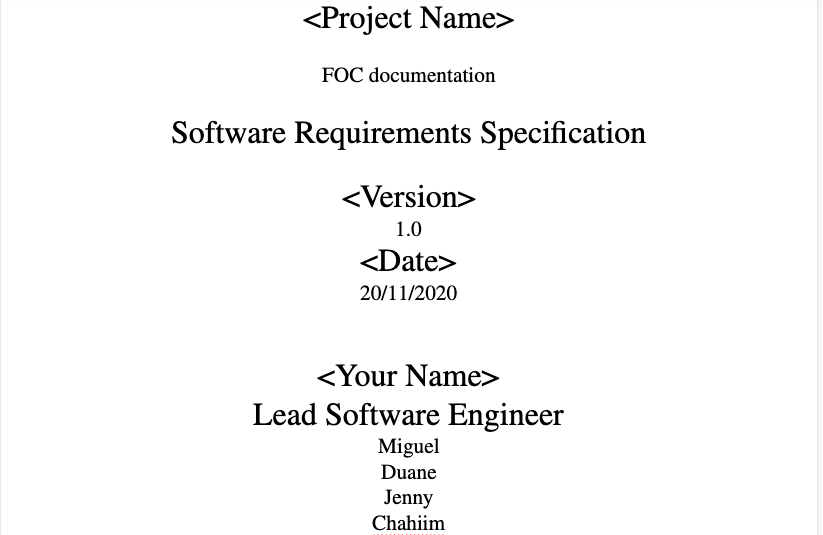 <Project Name>
FOC documentation
Software Requirements Specification
<Version>
1.0
<Date>
20/11/2020
<Your Name>
Lead Software Engineer
Miguel
Duane
Jenny
Chahiim